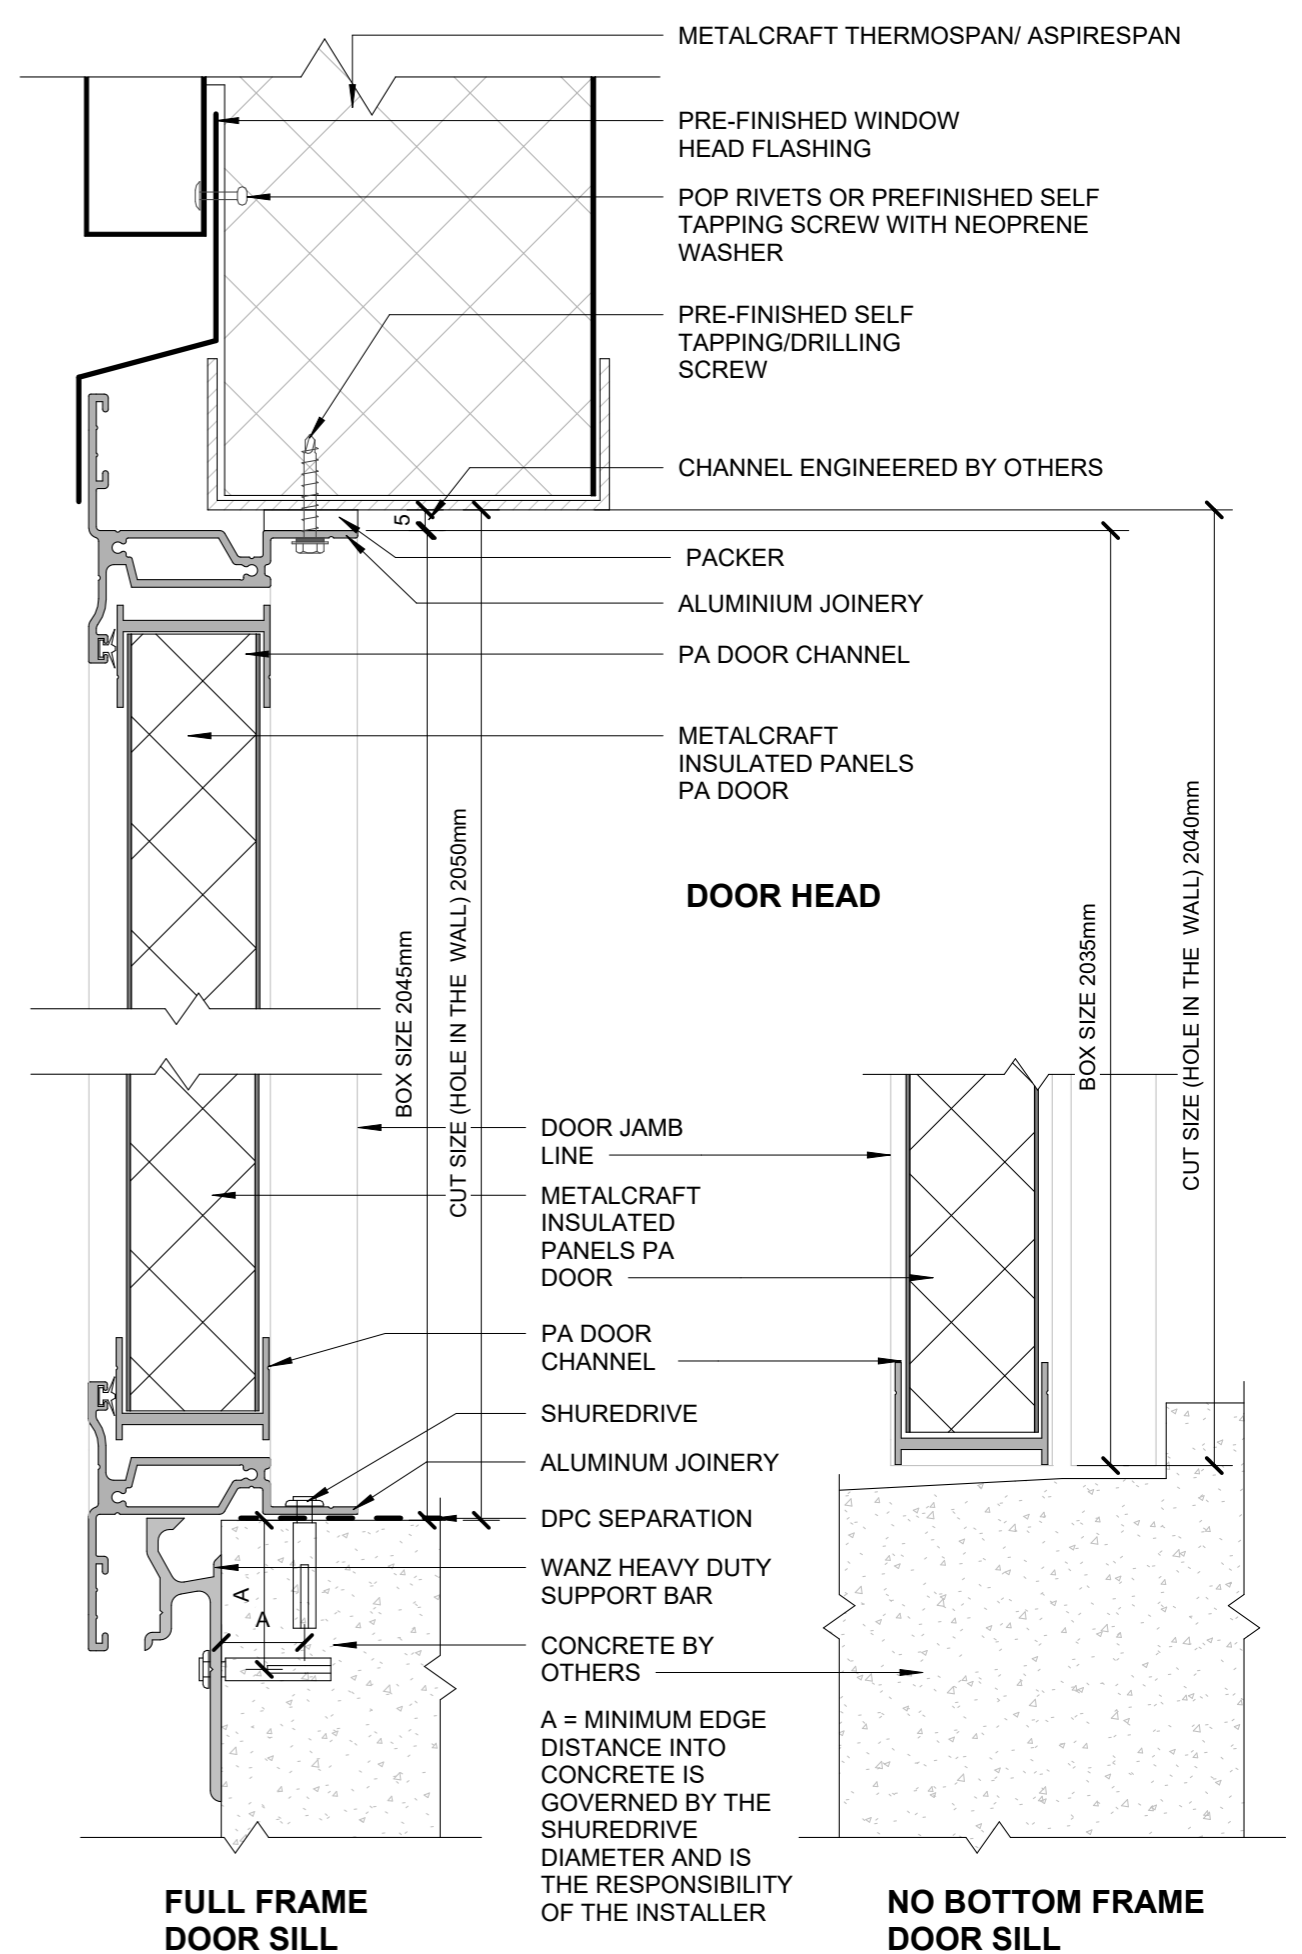 METALCRAFT THERMOSPAN/ ASPIRESPAN
PRE-FINISHED WINDOW
HEAD FLASHING
POP RIVETS OR PREFINISHED SELF
TAPPING SCREW WITH NEOPRENE
WASHER
PRE-FINISHED SELF
TAPPING/DRILLING
SCREW
CHANNEL ENGINEERED BY OTHERS
5
PACKER
ALUMINIUM JOINERY
PA DOOR CHANNEL
METALCRAFT
INSULATED PANELS
PA DOOR
DOOR HEAD
BOX SIZE 2045mm
CUT SIZE (HOLE IN THE WALL) 2050mm
BOX SIZE 2035mm
CUT SIZE (HOLE IN THE WALL) 2040mm
DOOR JAMB
LINE
METALCRAFT
INSULATED
PANELS PA
DOOR
PA DOOR
CHANNEL
SHUREDRIVE
ALUMINUM JOINERY
DPC SEPARATION
WANZ HEAVY DUTY
SUPPORT BAR
A
A
CONCRETE BY
OTHERS
A = MINIMUM EDGE
DISTANCE INTO
CONCRETE IS
GOVERNED BY THE
SHUREDRIVE
DIAMETER AND IS
THE RESPONSIBILITY
OF THE INSTALLER
FULL FRAME
DOOR SILL
NO BOTTOM FRAME
DOOR SILL